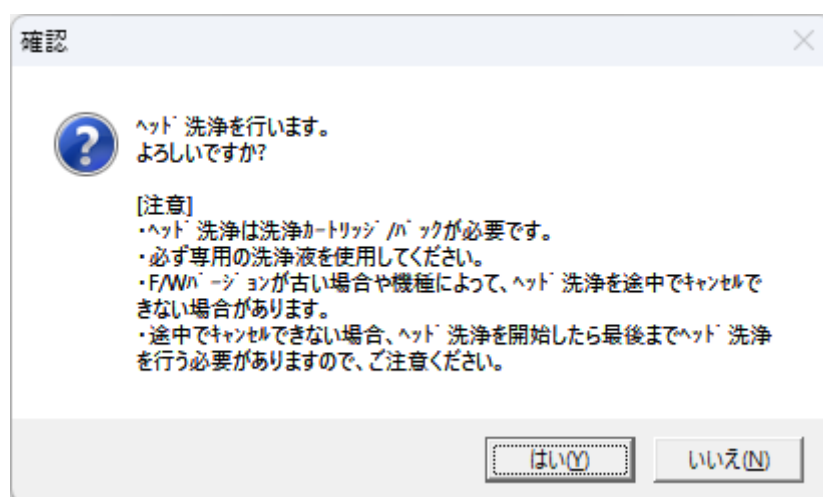 確認
ﾍｯﾄﾞ洗浄を行います。
よろしいですか?
[注意]
・ﾍｯﾄﾞ洗浄は洗浄ｶｰﾄﾘｯｼﾞ/ﾊﾟｯｸが必要です。
・必ず専用の洗浄液を使用してください。
・F/Wﾊﾞｰｼﾞｮﾝが古い場合や機種によって、ﾍｯﾄﾞ洗浄を途中でｷｬﾝｾﾙで
きない場合があります。
・途中でｷｬﾝｾﾙできない場合、ﾍｯﾄﾞ洗浄を開始したら最後までﾍｯﾄﾞ洗浄
を行う必要がありますので、ご注意ください。
はい(Y)
いいえ(N)